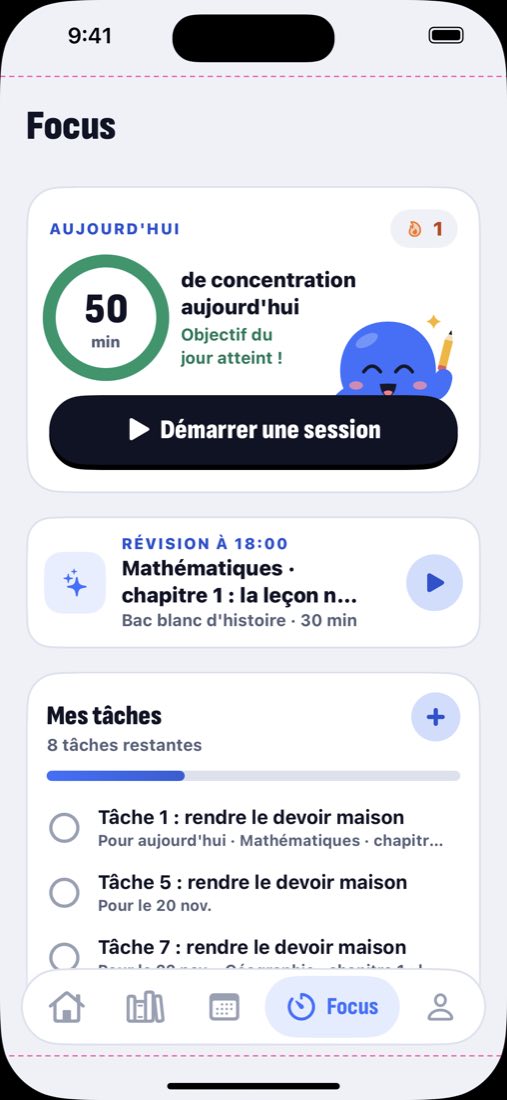 9:41
Focus
AUJOURD'HUI
1
50
min
de concentration
aujourd'hui
Objectif du
jour atteint !
Démarrer une session
RÉVISION À 18:00
Mathématiques ·
chapitre 1 : la leçon n…
Bac blanc d'histoire · 30 min
Mes tâches
8 tâches restantes
Tâche 1 : rendre le devoir maison
Pour aujourd'hui · Mathématiques · chapitr…
Tâche 5 : rendre le devoir maison
Pour le 20 nov.
Tâche 7 : rendre le devoir maison
Focus